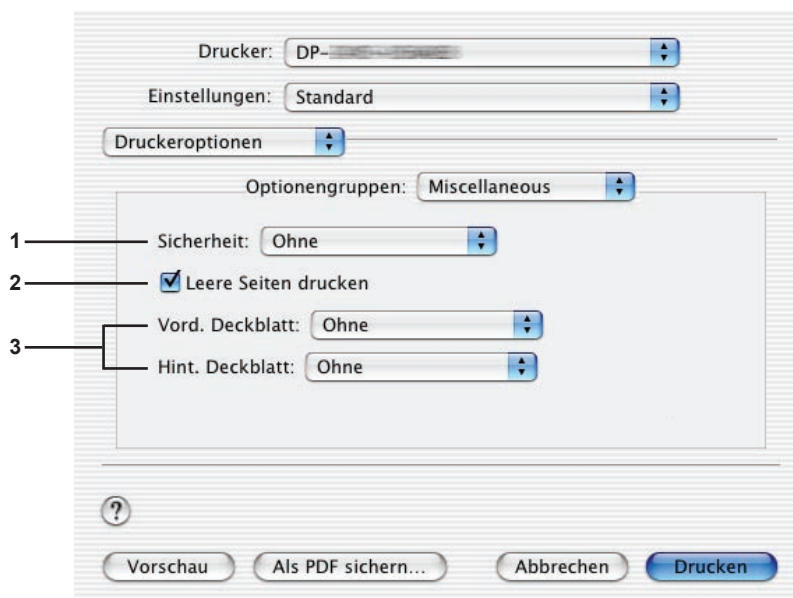 Drucker: DP-
Einstellungen: Standard
Druckeroptionen
Optionengruppen: Miscellaneous
1 Sicherheit: Ohne
2 Leere Seiten drucken
3 Vord. Deckblatt: Ohne
Hint. Deckblatt: Ohne
?
Vorschau Als PDF sichern... Abbrechen Drucken